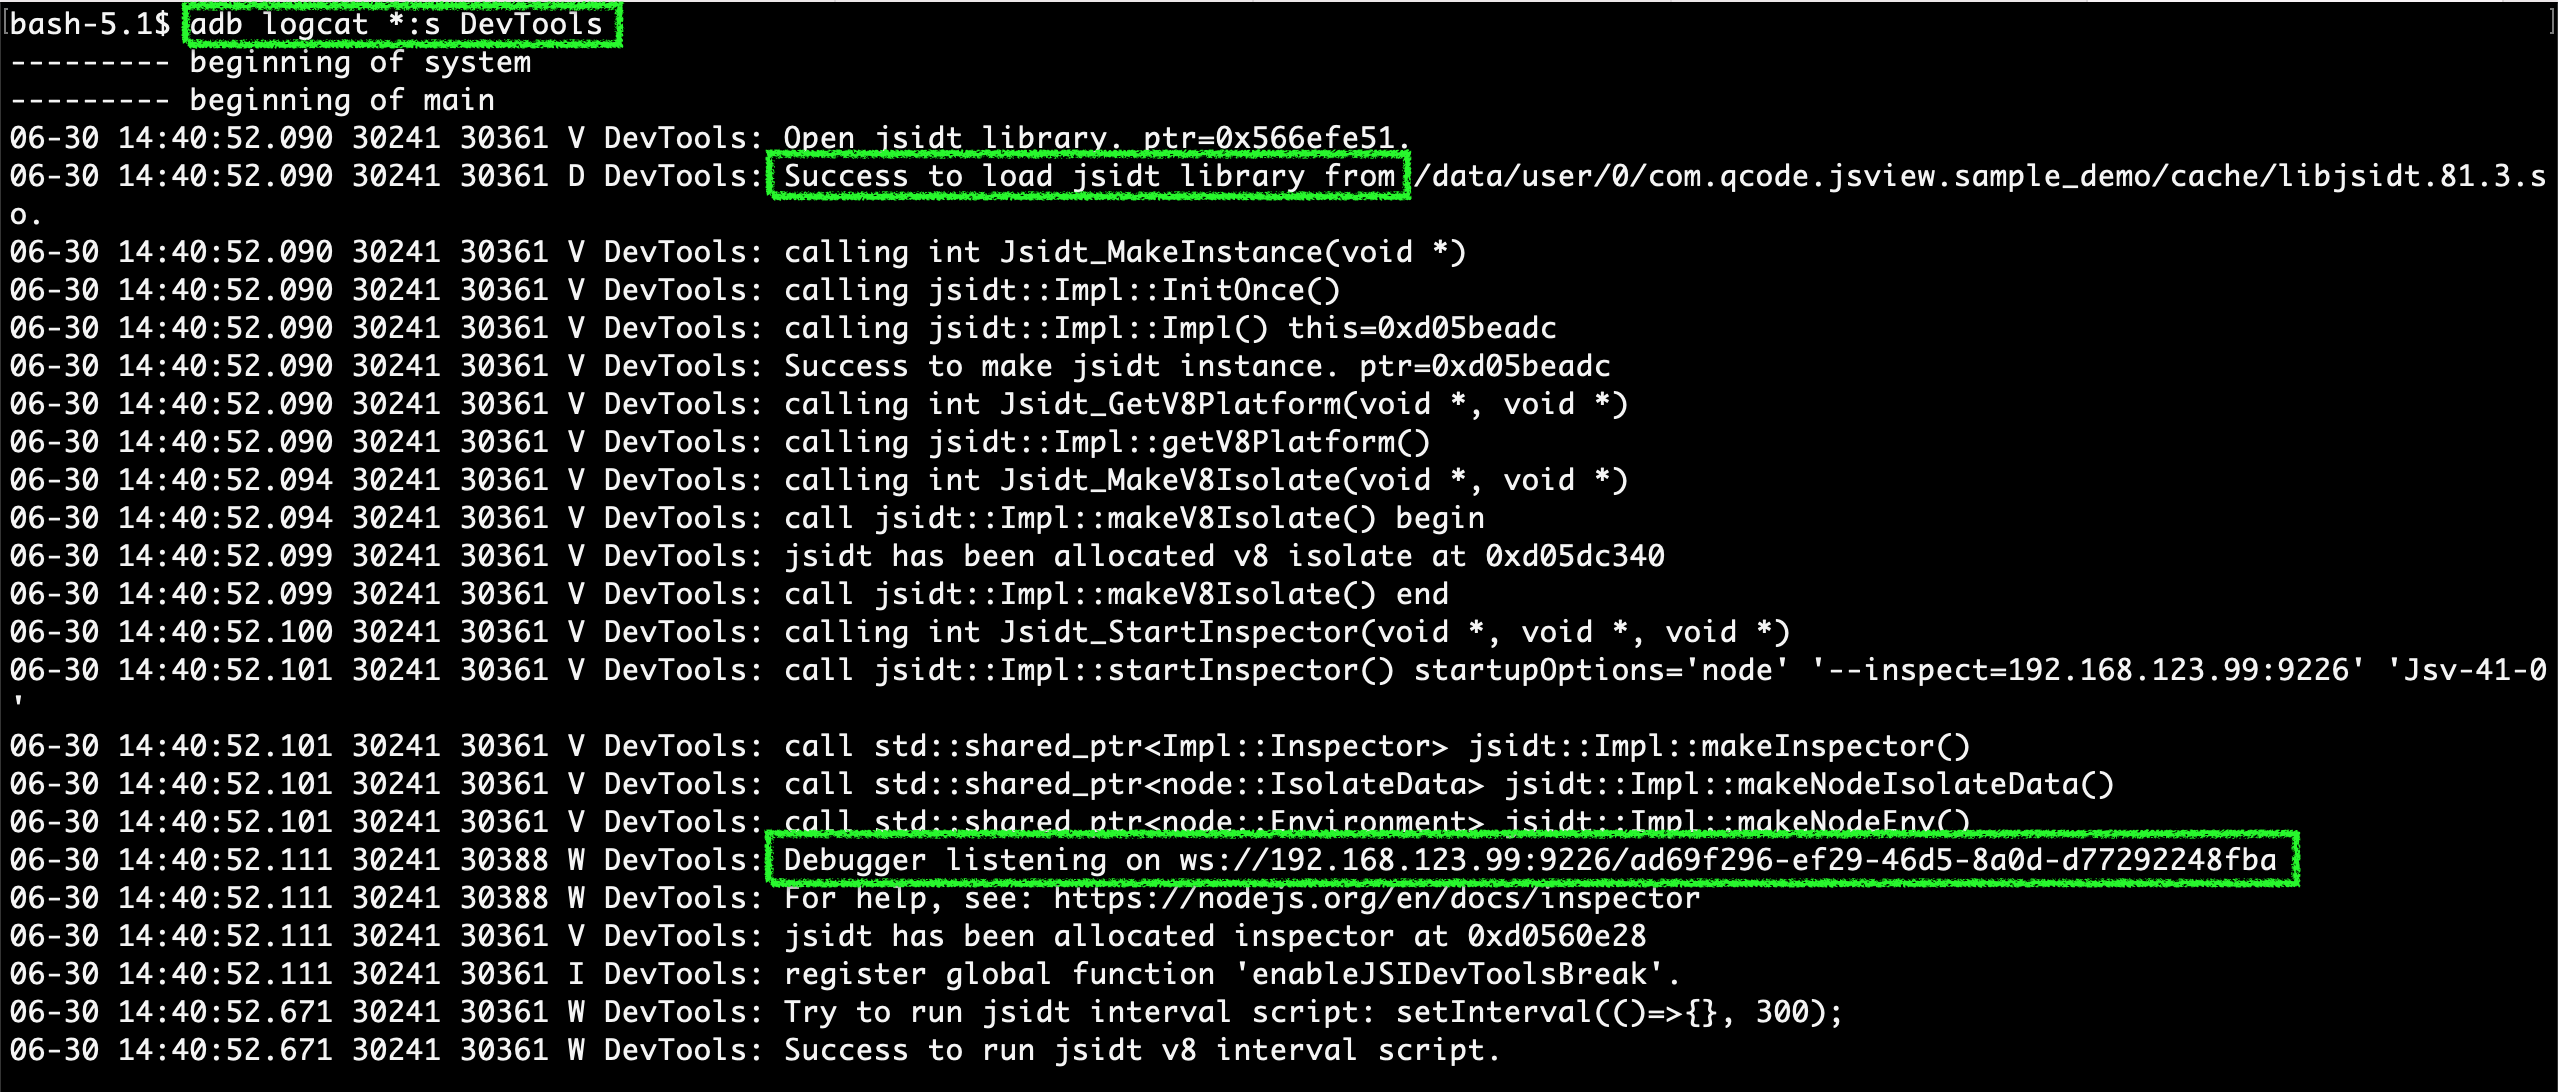 bash-5.1$ adb logcat *:s DevTools
--------- beginning of system
--------- beginning of main
06-30 14:40:52.090 30241 30361 V DevTools: Open jsidt library. ptr=0x566efe51.
06-30 14:40:52.090 30241 30361 D DevTools: Success to load jsidt library from /data/user/0/com.qcode.jsview.sample_demo/cache/libjsidt.81.3.s
o.
06-30 14:40:52.090 30241 30361 V DevTools: calling int Jsidt_MakeInstance(void *)
06-30 14:40:52.090 30241 30361 V DevTools: calling jsidt::Impl::InitOnce()
06-30 14:40:52.090 30241 30361 V DevTools: calling jsidt::Impl::Impl() this=0xd05beadc
06-30 14:40:52.090 30241 30361 V DevTools: Success to make jsidt instance. ptr=0xd05beadc
06-30 14:40:52.090 30241 30361 V DevTools: calling int Jsidt_GetV8Platform(void *, void *)
06-30 14:40:52.090 30241 30361 V DevTools: calling jsidt::Impl::getV8Platform()
06-30 14:40:52.094 30241 30361 V DevTools: calling int Jsidt_MakeV8Isolate(void *, void *)
06-30 14:40:52.094 30241 30361 V DevTools: call jsidt::Impl::makeV8Isolate() begin
06-30 14:40:52.099 30241 30361 V DevTools: jsidt has been allocated v8 isolate at 0xd05dc340
06-30 14:40:52.099 30241 30361 V DevTools: call jsidt::Impl::makeV8Isolate() end
06-30 14:40:52.100 30241 30361 V DevTools: calling int Jsidt_StartInspector(void *, void *, void *)
06-30 14:40:52.101 30241 30361 V DevTools: call jsidt::Impl::startInspector() startupOptions='node' '--inspect=192.168.123.99:9226' 'Jsv-41-0
'
06-30 14:40:52.101 30241 30361 V DevTools: call std::shared_ptr<Impl::Inspector> jsidt::Impl::makeInspector()
06-30 14:40:52.101 30241 30361 V DevTools: call std::shared_ptr<node::IsolateData> jsidt::Impl::makeNodeIsolateData()
06-30 14:40:52.101 30241 30361 V DevTools: call std::shared_ptr<node::Environment> jsidt::Impl::makeNodeEnv()
06-30 14:40:52.111 30241 30388 W DevTools: Debugger listening on ws://192.168.123.99:9226/ad69f296-ef29-46d5-8a0d-d77292248fba
06-30 14:40:52.111 30241 30388 W DevTools: For help, see: https://nodejs.org/en/docs/inspector
06-30 14:40:52.111 30241 30361 V DevTools: jsidt has been allocated inspector at 0xd0560e28
06-30 14:40:52.111 30241 30361 I DevTools: register global function 'enableJSIDevToolsBreak'.
06-30 14:40:52.671 30241 30361 W DevTools: Try to run jsidt interval script: setInterval(()=>{}, 300);
06-30 14:40:52.671 30241 30361 W DevTools: Success to run jsidt v8 interval script.